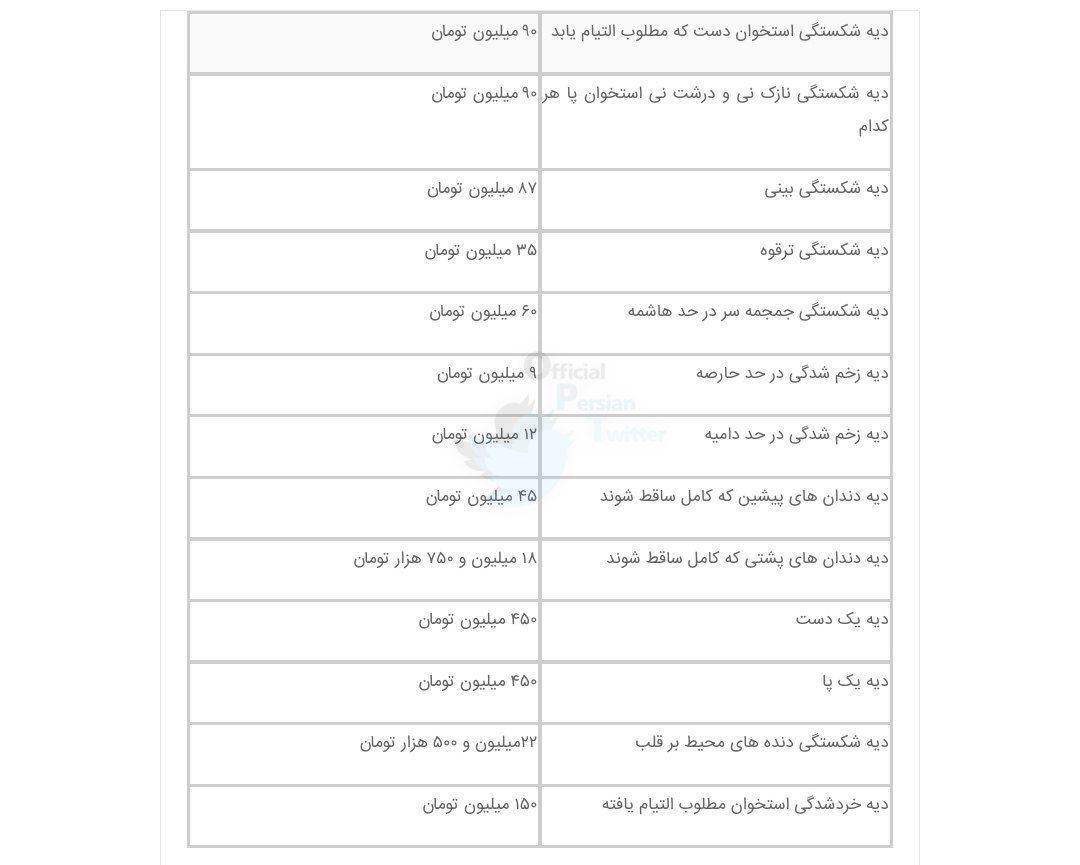 دیه شکستگی استخوان دست که مطلوب التیام یابد ۹۰ میلیون تومان
دیه شکستگی نازک نی و درشت نی استخوان پا هر ۹۰ میلیون تومان
کدام
دیه شکستگی بینی ۸۷ میلیون تومان
دیه شکستگی ترقوه ۳۵ میلیون تومان
دیه شکستگی جمجمه سر در حد هاشمه ۶۰ میلیون تومان
دیه زخم شدگی در حد حارصه ۹ میلیون تومان
Official
Persian
Twitter
دیه زخم شدگی در حد دامیه ۱۲ میلیون تومان
دیه دندان های پیشین که کامل ساقط شوند ۴۵ میلیون تومان
دیه دندان های پشتی که کامل ساقط شوند ۱۸ میلیون و ۷۵۰ هزار تومان
دیه یک دست ۴۵۰ میلیون تومان
دیه یک پا ۴۵۰ میلیون تومان
دیه شکستگی دنده های محیط بر قلب ۲۲میلیون و ۵۰۰ هزار تومان
دیه خردشدگی استخوان مطلوب التیام یافته ۱۵۰ میلیون تومان